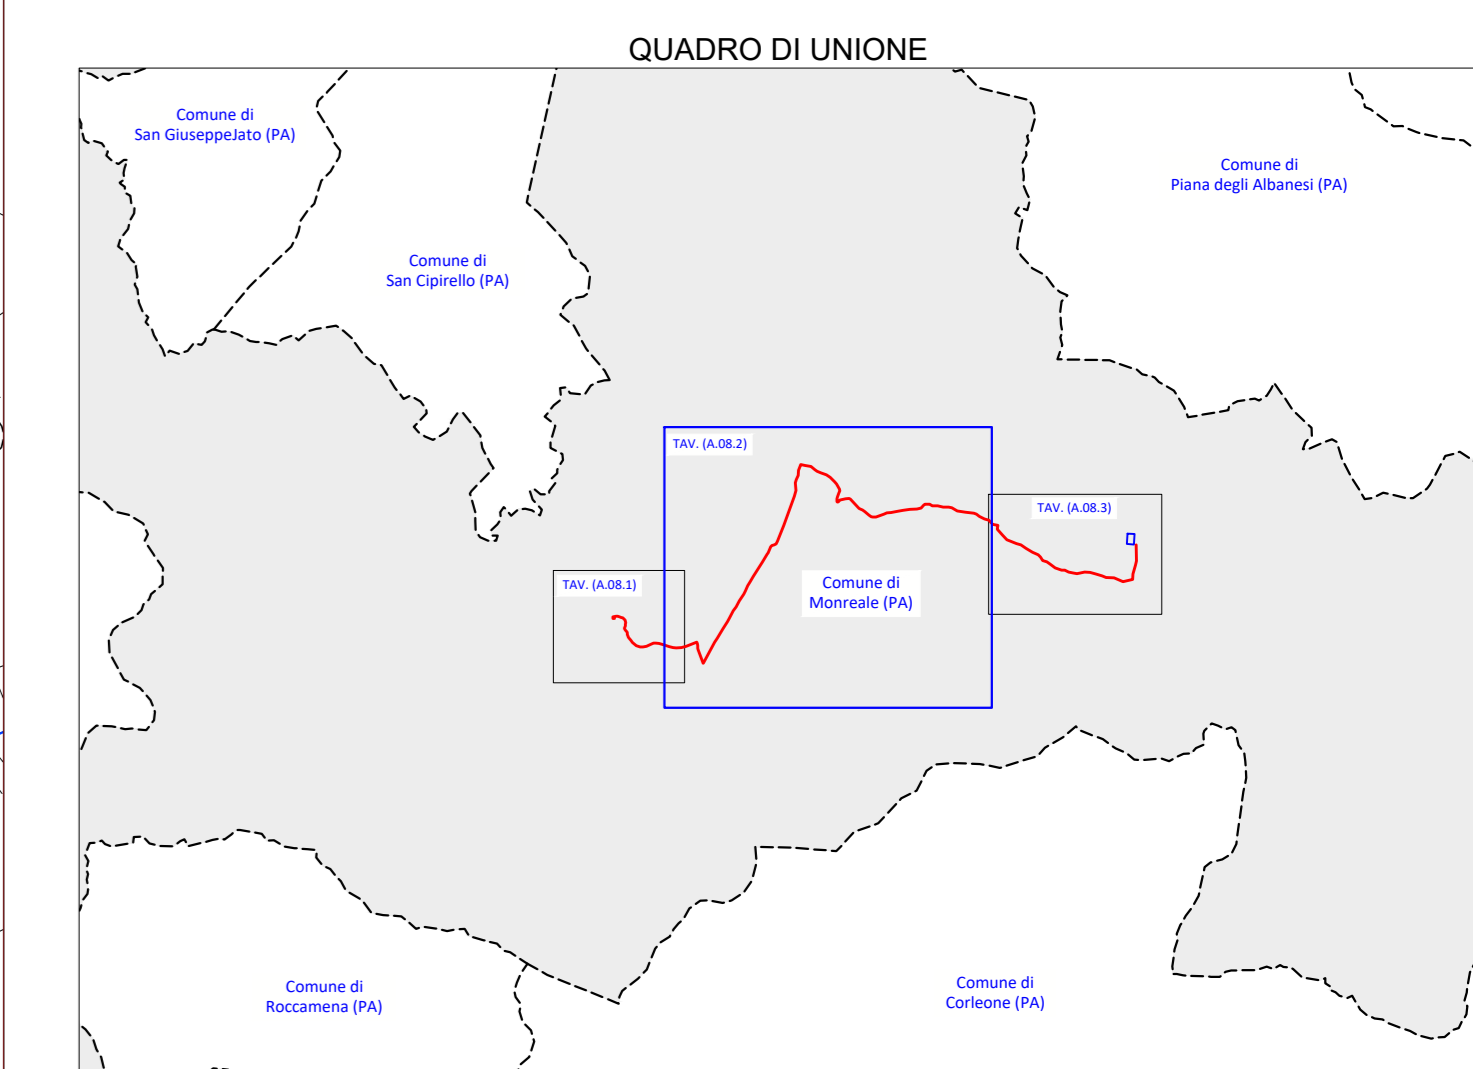 QUADRO DI UNIONE
Comune di
San GiuseppeJato (PA)
Comune di
Piana degli Albanesi (PA)
Comune di
San Cipirello (PA)
TAV. (A.08.2)
TAV. (A.08.3)
TAV. (A.08.1)
Comune di
Monreale (PA)
Comune di
Roccamena (PA)
Comune di
Corleone (PA)